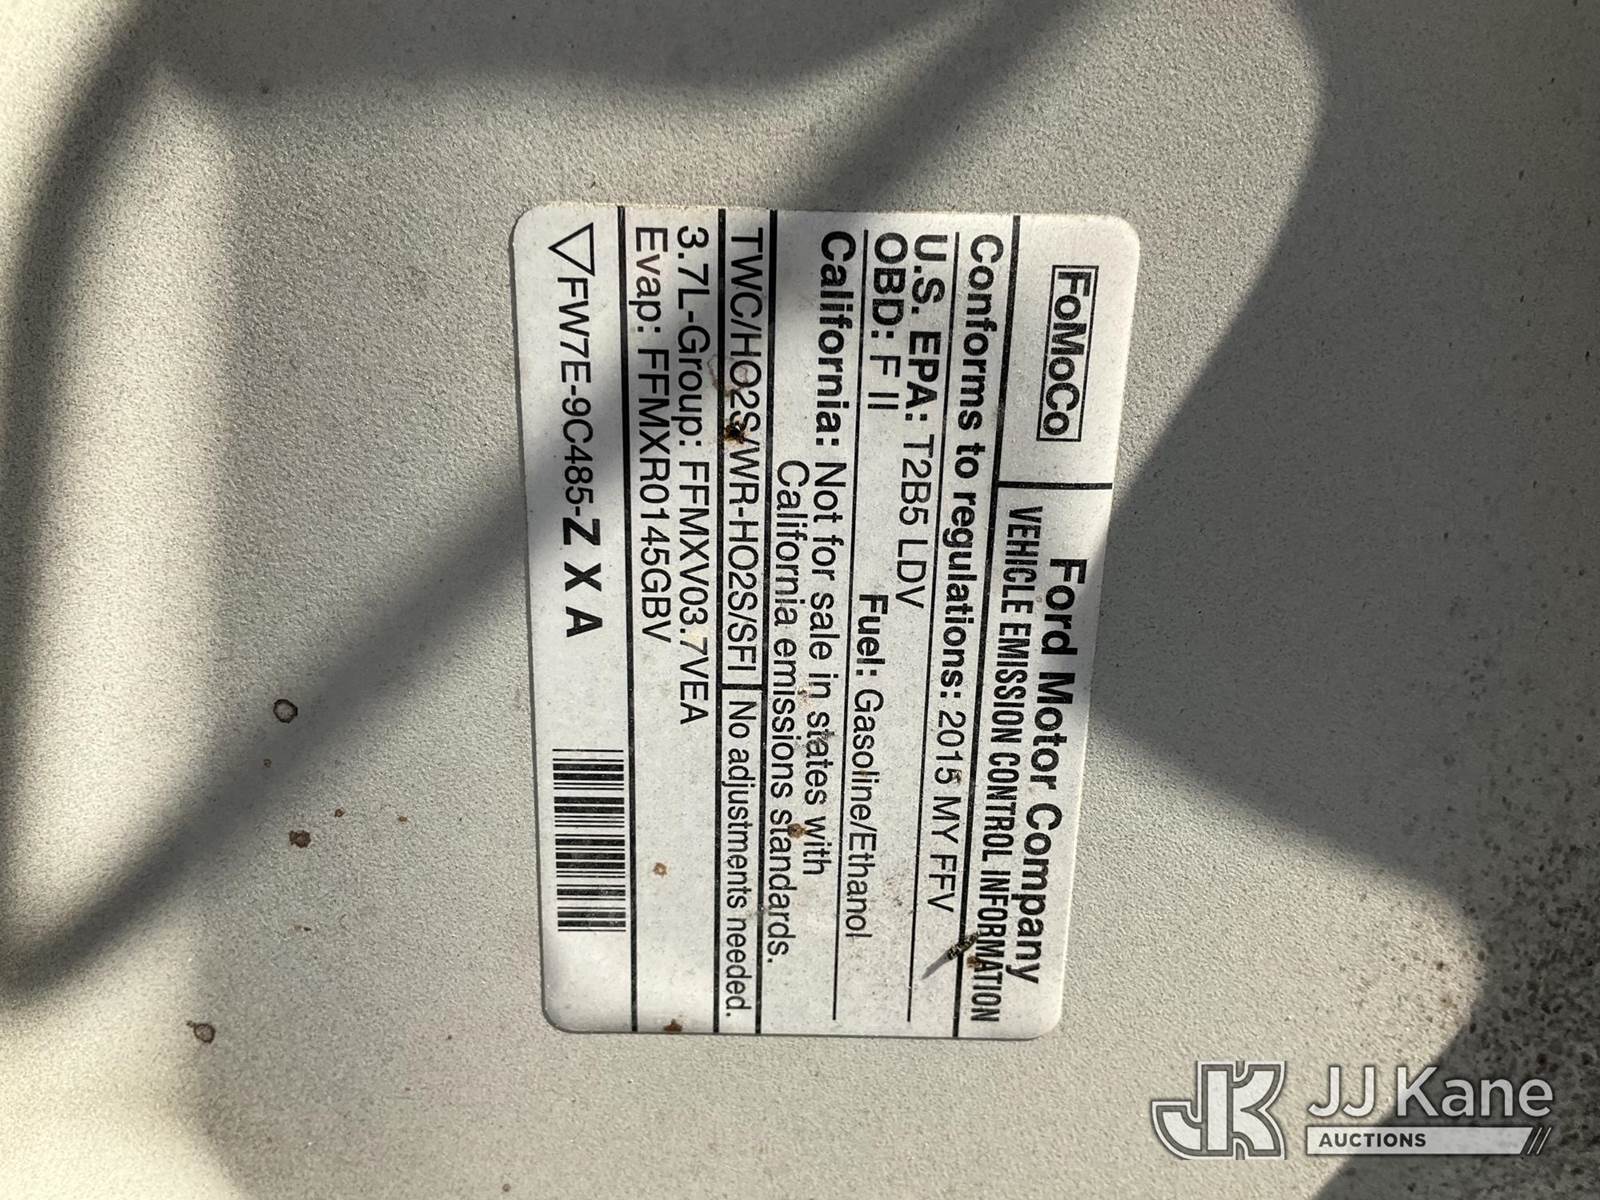 FoMoCo
Ford Motor Company
VEHICLE EMISSION CONTROL INFORMATION
Conforms to regulations: 2015 MY FFV
U.S. EPA: T2B5 LDV
OBD: F II Fuel: Gasoline/Ethanol
California: Not for sale in states with
California emissions standards.
TWC/HO2S/WR-HO2S/SFI No adjustments needed.
3.7L-Group: FFMXV03.7VEA
Evap: FFMXR0145GBV
FW7E-9C485-Z X A
JK JJ Kane
AUCTIONS